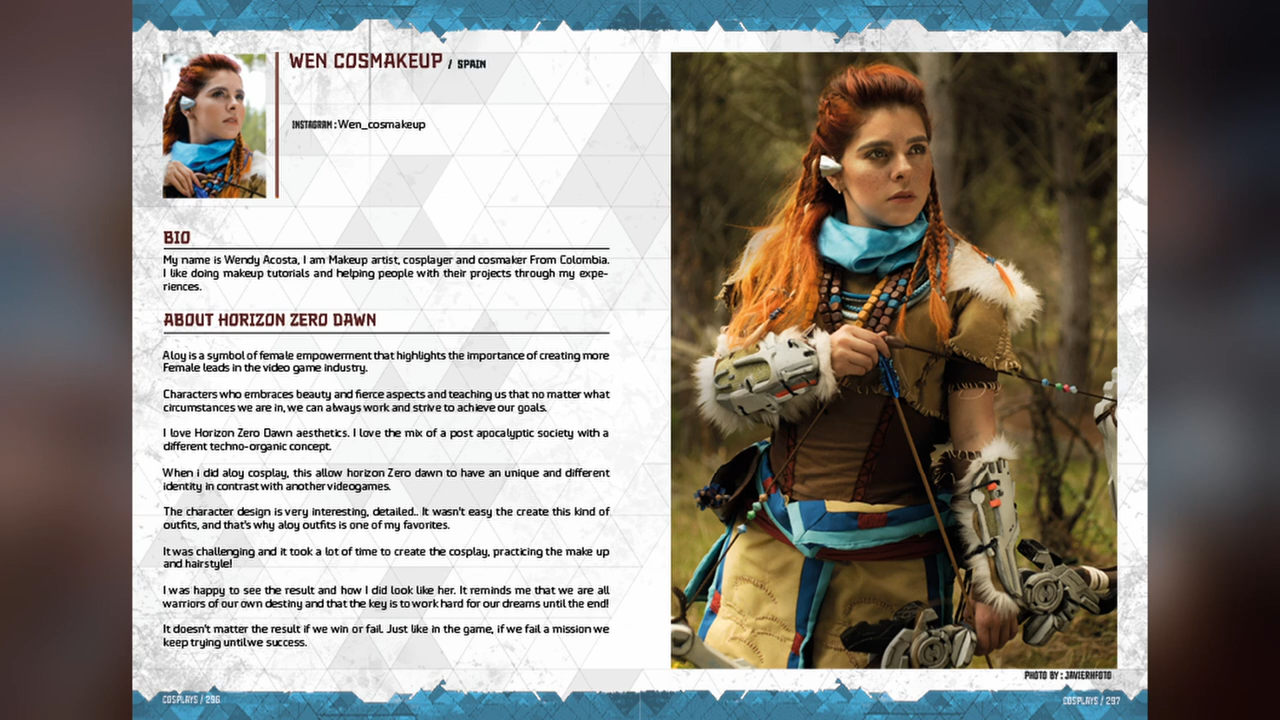 WEN COSMAKEUP / SPAIN
INSTAGRAM : Wen_cosmakeup
BIO
My name is Wendy Acosta, I am Makeup artist, cosplayer and cosmaker From Colombia.
I like doing makeup tutorials and helping people with their projects through my expe-
riences.
ABOUT HORIZON ZERO DAWN
Aloy is a symbol of female empowerment that highlights the importance of creating more
Female leads in the video game industry.
Characters who embraces beauty and fierce aspects and teaching us that no matter what
circumstances we are in, we can always work and strive to achieve our goals.
I love Horizon Zero Dawn aesthetics. I love the mix of a post apocalyptic society with a
different techno-organic concept.
When i did aloy cosplay, this allow horizon Zero dawn to have an unique and different
identity in contrast with another videogames.
The character design is very interesting, detailed.. It wasn't easy the create this kind of
outfits, and that's why aloy outfits is one of my favorites.
It was challenging and it took a lot of time to create the cosplay, practicing the make up
and hairstyle!
I was happy to see the result and how I did look like her. It reminds me that we are all
warriors of our own destiny and that the key is to work hard for our dreams until the end!
It doesn't matter the result if we win or fail. Just like in the game, if we fail a mission we
keep trying until we success.
PHOTO BY : JAVIERHFOTO
COSPLAYS / 296
COSPLAYS / 297